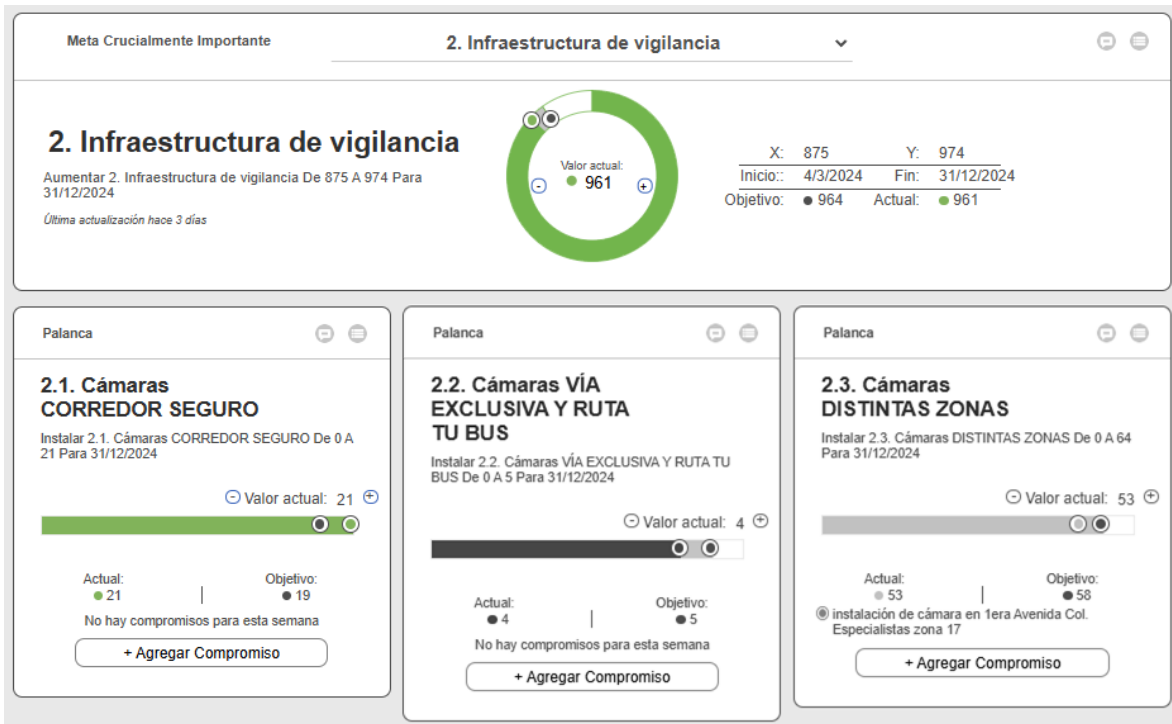 Meta Crucialmente Importante
2. Infraestructura de vigilancia
2. Infraestructura de vigilancia
Aumentar 2. Infraestructura de vigilancia De 875 A 974 Para
31/12/2024
Última actualización hace 3 días
Valor actual:
961
X: 875 Y: 974
Inicio:: 4/3/2024 Fin: 31/12/2024
Objetivo: 964 Actual: 961
Palanca
2.1. Cámaras
CORREDOR SEGURO
Instalar 2.1. Cámaras CORREDOR SEGURO De 0 A
21 Para 31/12/2024
Valor actual: 21
Actual: Objetivo:
21 | 19
No hay compromisos para esta semana
+ Agregar Compromiso
Palanca
2.2. Cámaras VÍA
EXCLUSIVA Y RUTA
TU BUS
Instalar 2.2. Cámaras VÍA EXCLUSIVA Y RUTA TU
BUS De 0 A 5 Para 31/12/2024
Valor actual: 4
Actual: Objetivo:
4 | 5
No hay compromisos para esta semana
+ Agregar Compromiso
Palanca
2.3. Cámaras
DISTINTAS ZONAS
Instalar 2.3. Cámaras DISTINTAS ZONAS De 0 A 64
Para 31/12/2024
Valor actual: 53
Actual: Objetivo:
53 | 58
instalación de cámara en 1era Avenida Col.
Especialistas zona 17
+ Agregar Compromiso